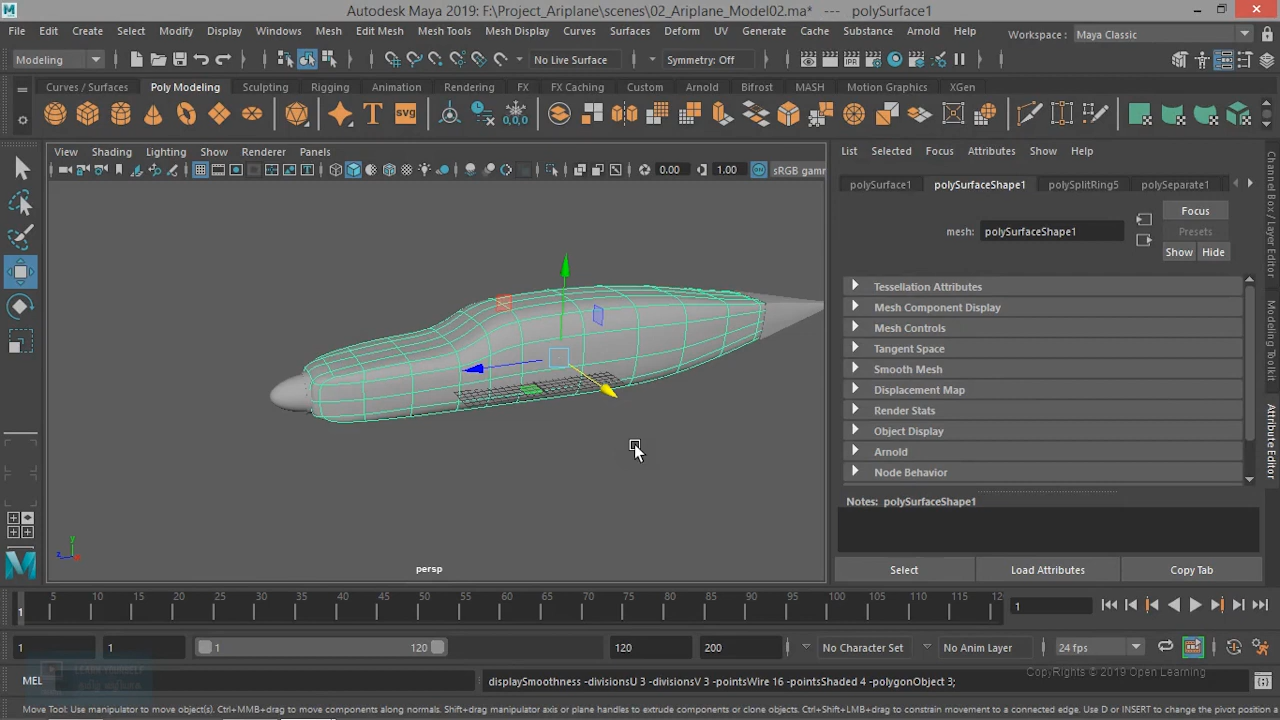 Autodesk Maya 2019: F:\Project_Ariplane\scenes\02_Ariplane_Model02.ma* --- polySurface1
File Edit Create Select Modify Display Windows Mesh Edit Mesh Mesh Tools Mesh Display Curves Surfaces Deform UV Generate Cache Substance Arnold Help Workspace : Maya Classic
Modeling No Live Surface Symmetry: Off
Curves / Surfaces Poly Modeling Sculpting Rigging Animation Rendering FX FX Caching Custom Arnold Bifrost MASH Motion Graphics XGen
T svg 0,0,0
View Shading Lighting Show Renderer Panels
0.00 1.00 ON sRGB gamm
List Selected Focus Attributes Show Help
polySurface1 polySurfaceShape1 polySplitRing5 polySeparate1
mesh: polySurfaceShape1
Focus
Presets
Show Hide
Tessellation Attributes
Mesh Component Display
Mesh Controls
Tangent Space
Smooth Mesh
Displacement Map
Render Stats
Object Display
Arnold
Node Behavior
Notes: polySurfaceShape1
Select Load Attributes Copy Tab
Channel Box / Layer Editor
Modeling Toolkit
Attribute Editor
y
z
persp
1 5 10 15 20 25 30 35 40 45 50 55 60 65 70 75 80 85 90 95 100 105 110 115 12
1
1 1 1 120 120 200 No Character Set No Anim Layer 24 fps
CopyRights © 2019 Open Learning
MEL displaySmoothness -divisionsU 3 -divisionsV 3 -pointsWire 16 -pointsShaded 4 -polygonObject 3;
Move Tool: Use manipulator to move object(s). Ctrl+MMB+drag to move components along normals. Shift+drag manipulator axis or plane handles to extrude components or clone objects. Ctrl+Shift+LMB+drag to constrain movement to a connected edge. Use D or INSERT to change the pivot position a